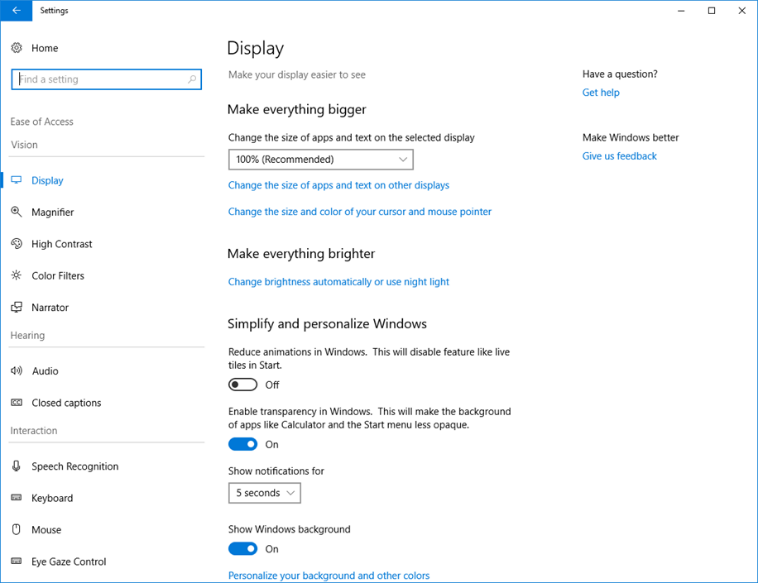 Settings
Home
Find a setting
Ease of Access
Vision
Display
Magnifier
High Contrast
Color Filters
Narrator
Hearing
Audio
Closed captions
Interaction
Speech Recognition
Keyboard
Mouse
Eye Gaze Control
Display
Make your display easier to see
Make everything bigger
Change the size of apps and text on the selected display
100% (Recommended)
Change the size of apps and text on other displays
Change the size and color of your cursor and mouse pointer
Make everything brighter
Change brightness automatically or use night light
Simplify and personalize Windows
Reduce animations in Windows.  This will disable feature like live
tiles in Start.
Off
Enable transparency in Windows.  This will make the background
of apps like Calculator and the Start menu less opaque.
On
Show notifications for
5 seconds
Show Windows background
On
Personalize your background and other colors
Have a question?
Get help
Make Windows better
Give us feedback